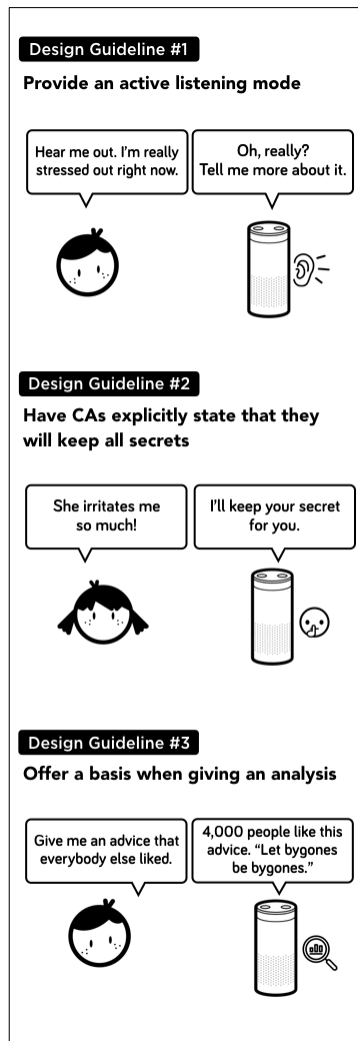 Design Guideline #1
Provide an active listening mode
Hear me out. I'm really
stressed out right now.
Oh, really?
Tell me more about it.
Design Guideline #2
Have CAs explicitly state that they
will keep all secrets
She irritates me
so much!
I'll keep your secret
for you.
Design Guideline #3
Offer a basis when giving an analysis
Give me an advice that
everybody else liked.
4,000 people like this
advice. “Let bygones
be bygones.”